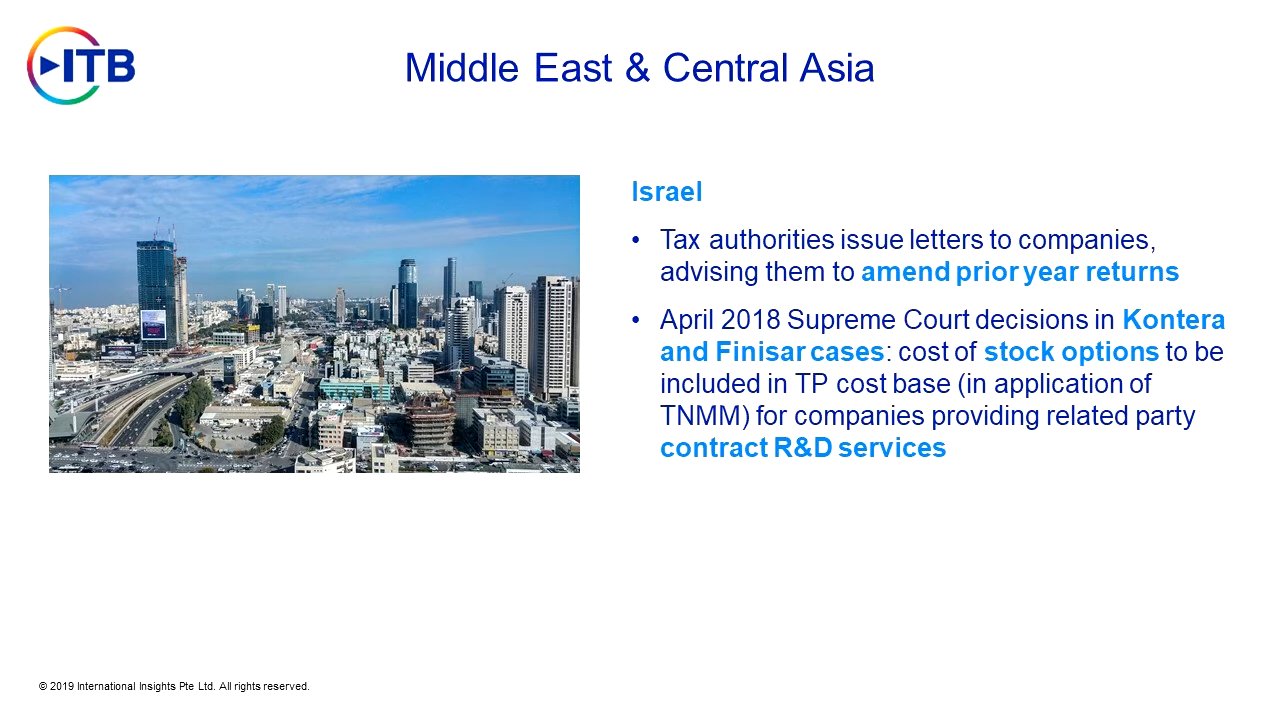 ITB
Middle East & Central Asia
Israel
• Tax authorities issue letters to companies,
advising them to amend prior year returns
• April 2018 Supreme Court decisions in Kontera
and Finisar cases: cost of stock options to be
included in TP cost base (in application of
TNMM) for companies providing related party
contract R&D services
© 2019 International Insights Pte Ltd. All rights reserved.